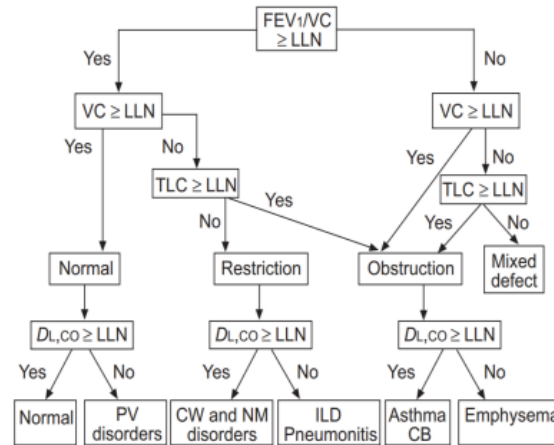 FEV1/VC
≥ LLN
Yes
No
VC ≥ LLN
VC ≥ LLN
Yes
No
Yes
No
TLC ≥ LLN
TLC ≥ LLN
No
Yes
Yes
No
Normal
Restriction
Obstruction
Mixed
defect
DL,CO ≥ LLN
DL,CO ≥ LLN
DL,CO ≥ LLN
Yes
No
Yes
No
Yes
No
Normal
PV
disorders
CW and NM
disorders
ILD
Pneumonitis
Asthma
CB
Emphysema